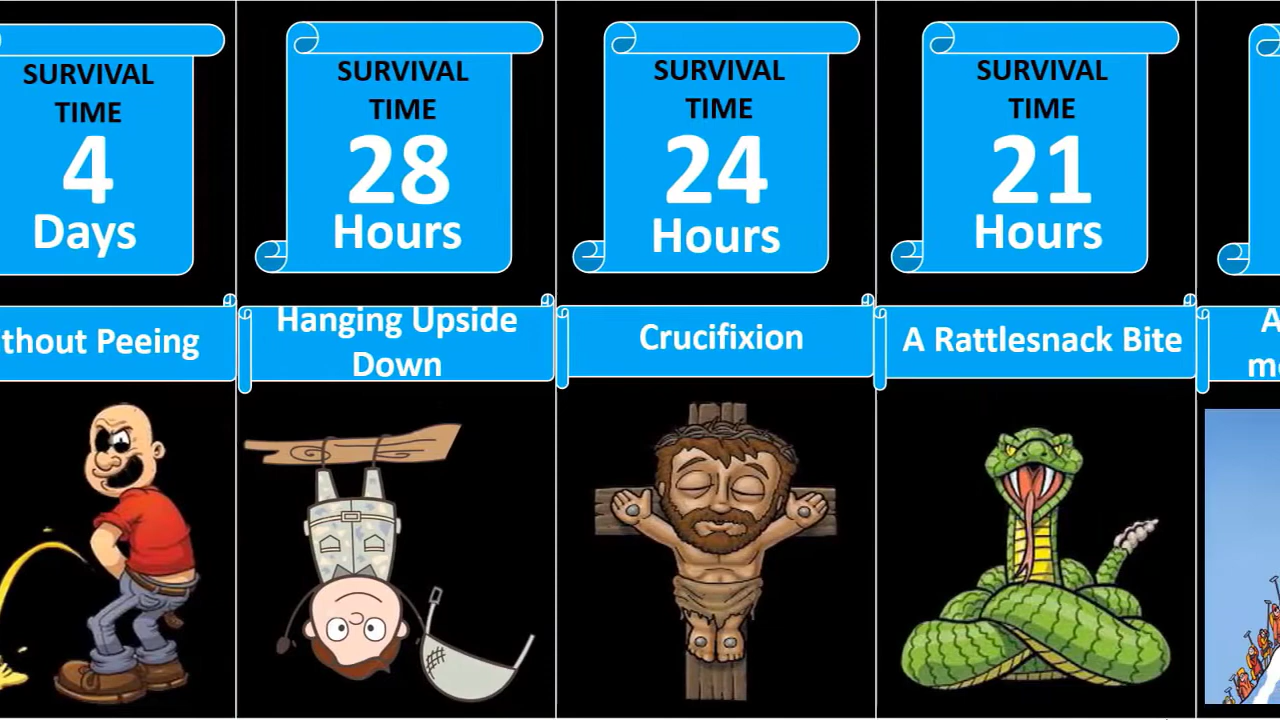 SURVIVAL
TIME
4
Days
thout Peeing
SURVIVAL
TIME
28
Hours
Hanging Upside
Down
SURVIVAL
TIME
24
Hours
Crucifixion
SURVIVAL
TIME
21
Hours
A Rattlesnack Bite